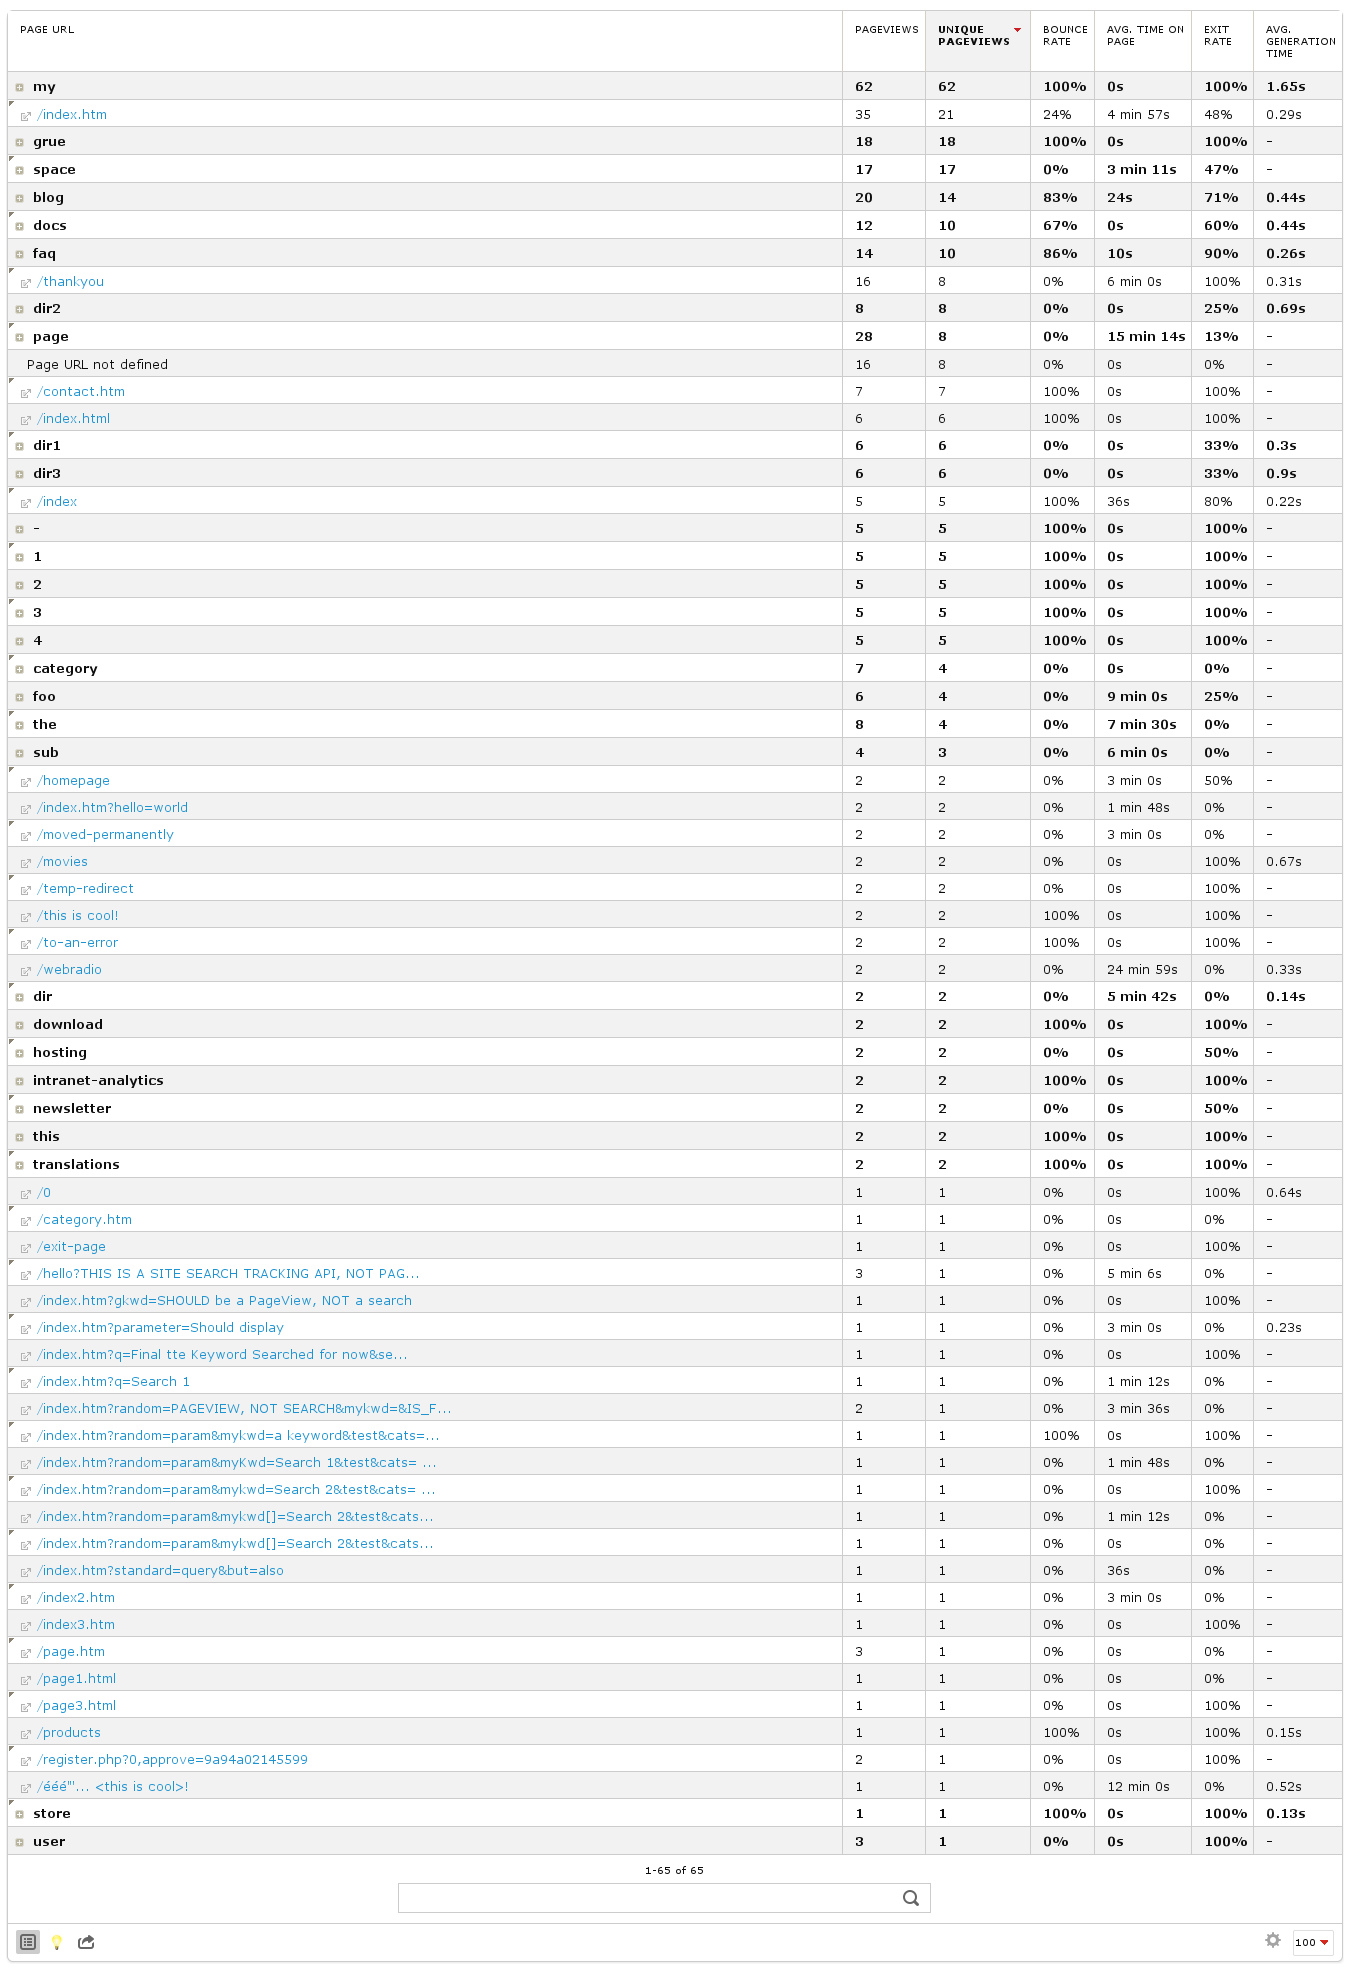 PAGE URL PAGEVIEWS UNIQUE PAGEVIEWS BOUNCE RATE AVG. TIME ON PAGE EXIT RATE AVG. GENERATION TIME
my 62 62 100% 0s 100% 1.65s
/index.htm 35 21 24% 4 min 57s 48% 0.29s
grue 18 18 100% 0s 100% -
space 17 17 0% 3 min 11s 47% -
blog 20 14 83% 24s 71% 0.44s
docs 12 10 67% 0s 60% 0.44s
faq 14 10 86% 10s 90% 0.26s
/thankyou 16 8 0% 6 min 0s 100% 0.31s
dir2 8 8 0% 0s 25% 0.69s
page 28 8 0% 15 min 14s 13% -
Page URL not defined 16 8 0% 0s 0% -
/contact.htm 7 7 100% 0s 100% -
/index.html 6 6 100% 0s 100% -
dir1 6 6 0% 0s 33% 0.3s
dir3 6 6 0% 0s 33% 0.9s
/index 5 5 100% 36s 80% 0.22s
- 5 5 100% 0s 100% -
1 5 5 100% 0s 100% -
2 5 5 100% 0s 100% -
3 5 5 100% 0s 100% -
4 5 5 100% 0s 100% -
category 7 4 0% 0s 0% -
foo 6 4 0% 9 min 0s 25% -
the 8 4 0% 7 min 30s 0% -
sub 4 3 0% 6 min 0s 0% -
/homepage 2 2 0% 3 min 0s 50% -
/index.htm?hello=world 2 2 0% 1 min 48s 0% -
/moved-permanently 2 2 0% 3 min 0s 0% -
/movies 2 2 0% 0s 100% 0.67s
/temp-redirect 2 2 0% 0s 100% -
/this is cool! 2 2 100% 0s 100% -
/to-an-error 2 2 100% 0s 100% -
/webradio 2 2 0% 24 min 59s 0% 0.33s
dir 2 2 0% 5 min 42s 0% 0.14s
download 2 2 100% 0s 100% -
hosting 2 2 0% 0s 50% -
intranet-analytics 2 2 100% 0s 100% -
newsletter 2 2 0% 0s 50% -
this 2 2 100% 0s 100% -
translations 2 2 100% 0s 100% -
/0 1 1 0% 0s 100% 0.64s
/category.htm 1 1 0% 0s 0% -
/exit-page 1 1 0% 0s 100% -
/hello?THIS IS A SITE SEARCH TRACKING API, NOT PAG... 3 1 0% 5 min 6s 0% -
/index.htm?gkwd=SHOULD be a PageView, NOT a search 1 1 0% 0s 100% -
/index.htm?parameter=Should display 1 1 0% 3 min 0s 0% 0.23s
/index.htm?q=Final tte Keyword Searched for now&se... 1 1 0% 0s 100% -
/index.htm?q=Search 1 1 1 0% 1 min 12s 0% -
/index.htm?random=PAGEVIEW, NOT SEARCH&mykwd=&IS_F... 2 1 0% 3 min 36s 0% -
/index.htm?random=param&mykwd=a keyword&test&cats=... 1 1 100% 0s 100% -
/index.htm?random=param&myKwd=Search 1&test&cats= ... 1 1 0% 1 min 48s 0% -
/index.htm?random=param&mykwd=Search 2&test&cats= ... 1 1 0% 0s 100% -
/index.htm?random=param&mykwd[]=Search 2&test&cats... 1 1 0% 1 min 12s 0% -
/index.htm?random=param&mykwd[]=Search 2&test&cats... 1 1 0% 0s 0% -
/index.htm?standard=query&but=also 1 1 0% 36s 0% -
/index2.htm 1 1 0% 3 min 0s 0% -
/index3.htm 1 1 0% 0s 100% -
/page.htm 3 1 0% 0s 0% -
/page1.html 1 1 0% 0s 0% -
/page3.html 1 1 0% 0s 100% -
/products 1 1 100% 0s 100% 0.15s
/register.php?0,approve=9a94a02145599 2 1 0% 0s 100% -
/ééé"'... <this is cool>! 1 1 0% 12 min 0s 0% 0.52s
store 1 1 100% 0s 100% 0.13s
user 3 1 0% 0s 100% -
1-65 of 65
100